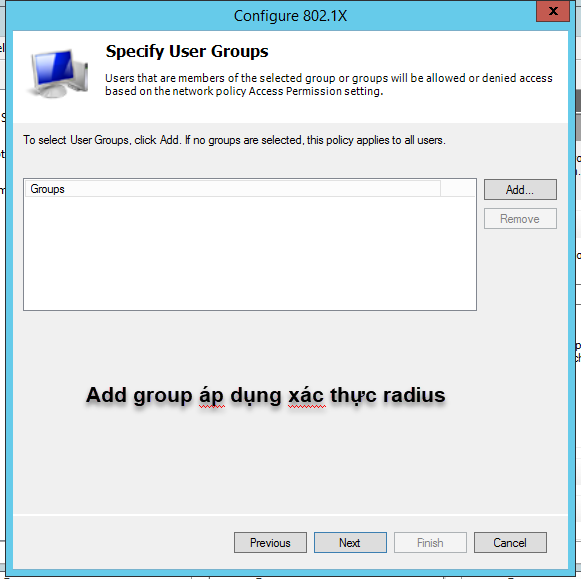 Configure 802.1X
Specify User Groups
Users that are members of the selected group or groups will be allowed or denied access
based on the network policy Access Permission setting.
To select User Groups, click Add. If no groups are selected, this policy applies to all users.
Groups
Add...
Remove
Add group áp dụng xác thực radius
Previous
Next
Finish
Cancel